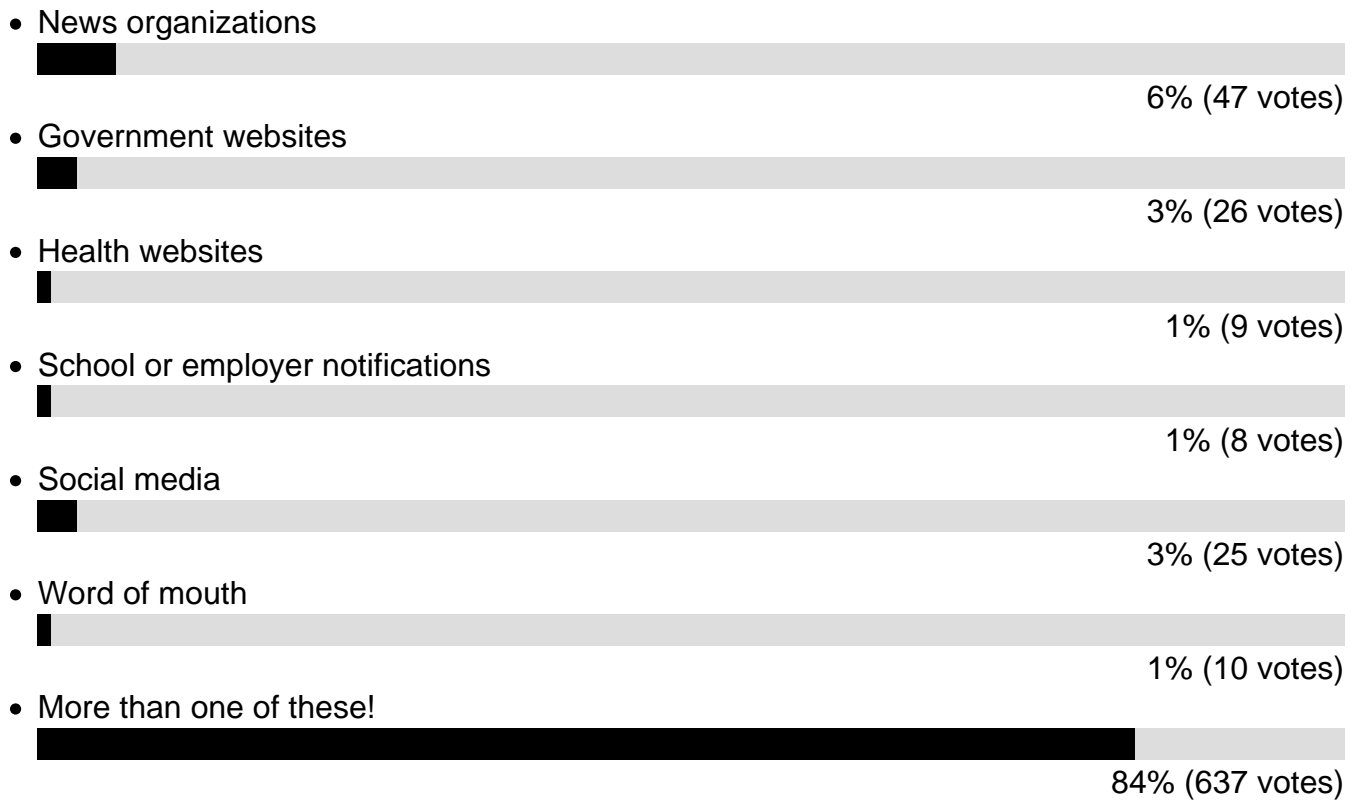 News organizations
6% (47 votes)
Government websites
3% (26 votes)
Health websites
1% (9 votes)
School or employer notifications
1% (8 votes)
Social media
3% (25 votes)
Word of mouth
1% (10 votes)
More than one of these!
84% (637 votes)